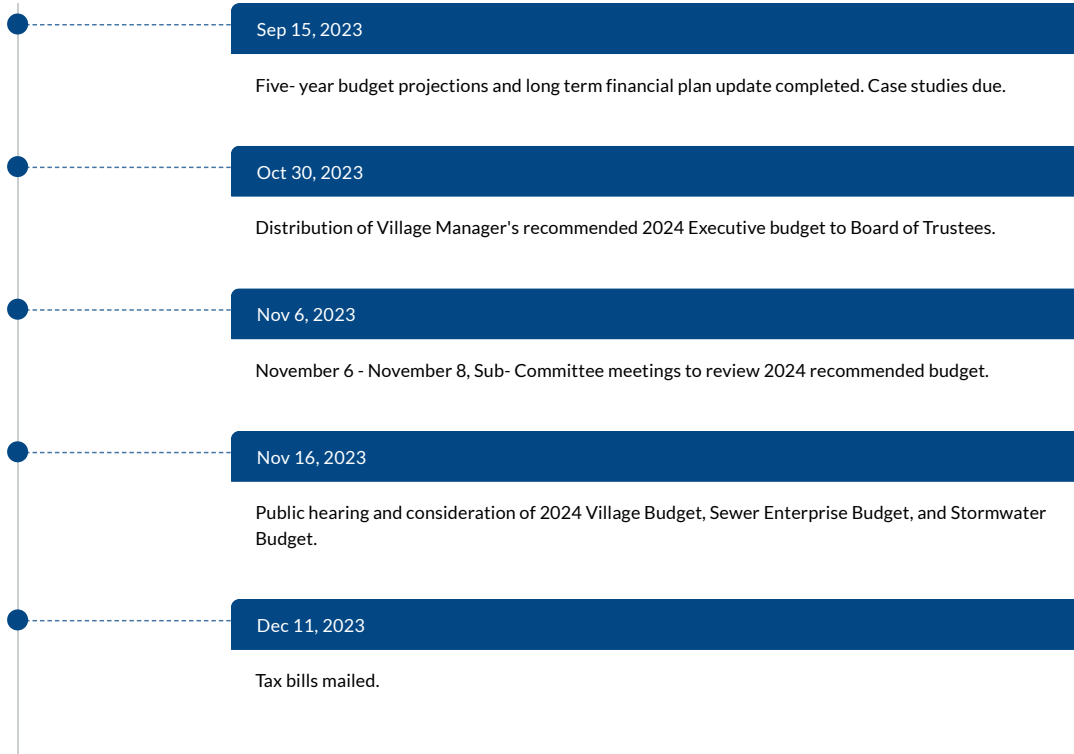 Sep 15, 2023
Five- year budget projections and long term financial plan update completed. Case studies due.
Oct 30, 2023
Distribution of Village Manager's recommended 2024 Executive budget to Board of Trustees.
Nov 6, 2023
November 6 - November 8, Sub- Committee meetings to review 2024 recommended budget.
Nov 16, 2023
Public hearing and consideration of 2024 Village Budget, Sewer Enterprise Budget, and Stormwater
Budget.
Dec 11, 2023
Tax bills mailed.